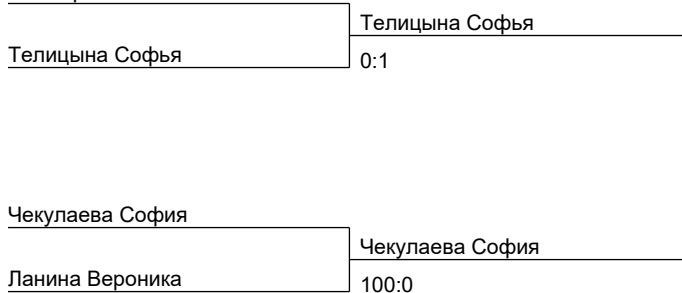 Телицына Софья
Телицына Софья
0:1
Чекулаева София
Чекулаева София
Ланина Вероника
100:0